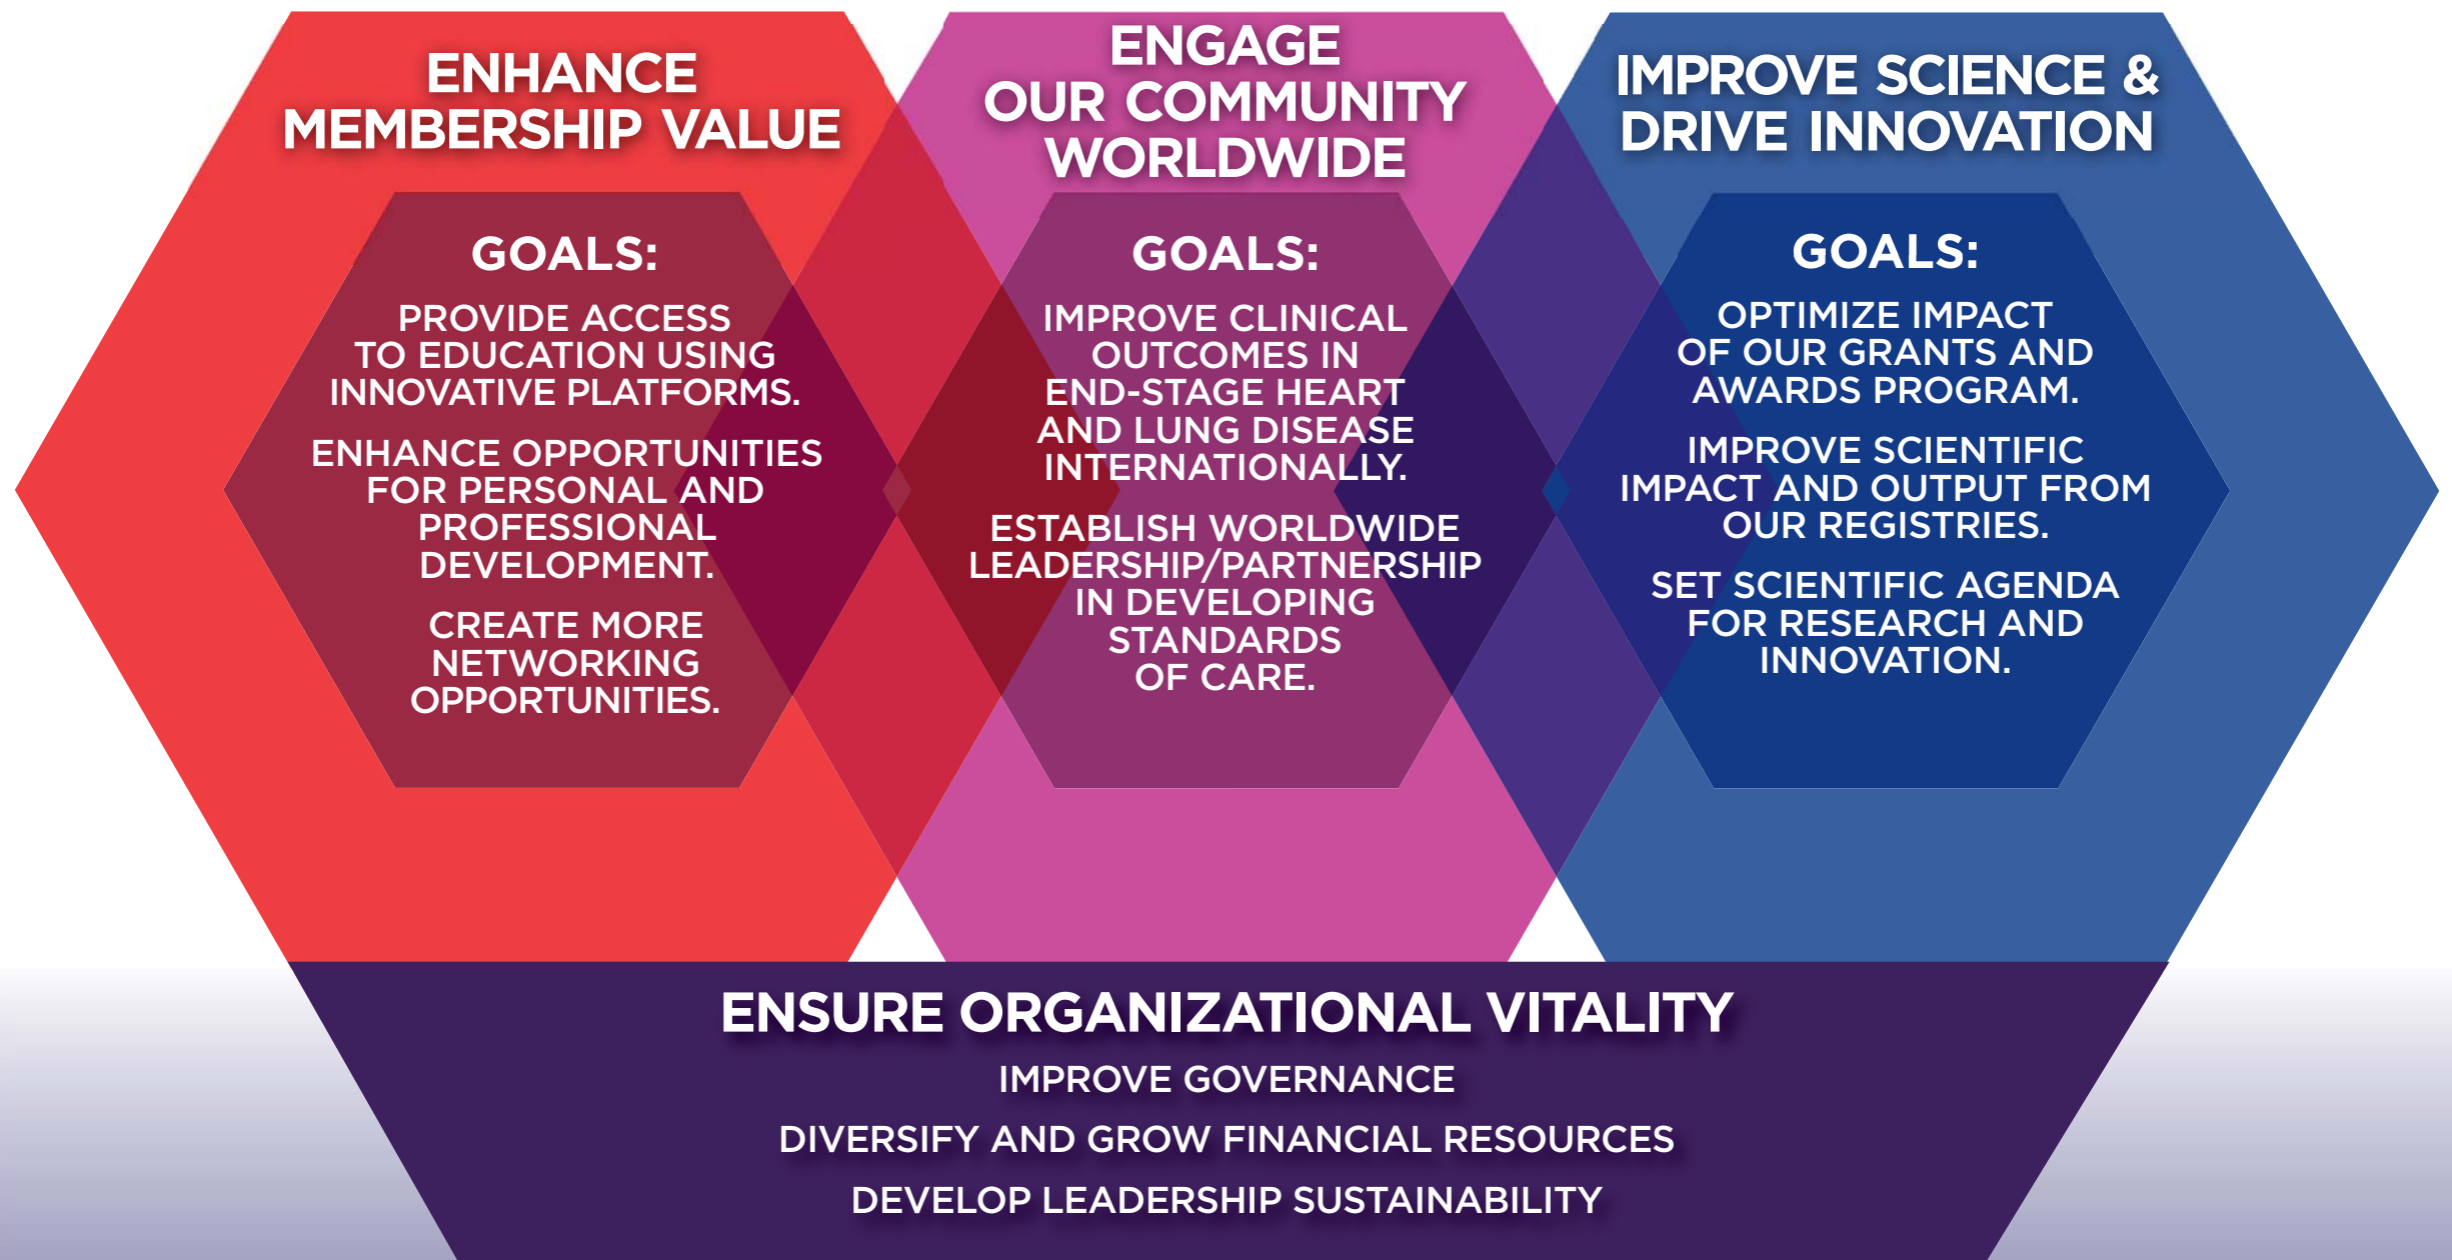 ENHANCE
MEMBERSHIP VALUE
GOALS:
PROVIDE ACCESS
TO EDUCATION USING
INNOVATIVE PLATFORMS.
ENHANCE OPPORTUNITIES
FOR PERSONAL AND
PROFESSIONAL
DEVELOPMENT.
CREATE MORE
NETWORKING
OPPORTUNITIES.
ENGAGE
OUR COMMUNITY
WORLDWIDE
GOALS:
IMPROVE CLINICAL
OUTCOMES IN
END-STAGE HEART
AND LUNG DISEASE
INTERNATIONALLY.
ESTABLISH WORLDWIDE
LEADERSHIP/PARTNERSHIP
IN DEVELOPING
STANDARDS
OF CARE.
IMPROVE SCIENCE &
DRIVE INNOVATION
GOALS:
OPTIMIZE IMPACT
OF OUR GRANTS AND
AWARDS PROGRAM.
IMPROVE SCIENTIFIC
IMPACT AND OUTPUT FROM
OUR REGISTRIES.
SET SCIENTIFIC AGENDA
FOR RESEARCH AND
INNOVATION.
ENSURE ORGANIZATIONAL VITALITY
IMPROVE GOVERNANCE
DIVERSIFY AND GROW FINANCIAL RESOURCES
DEVELOP LEADERSHIP SUSTAINABILITY